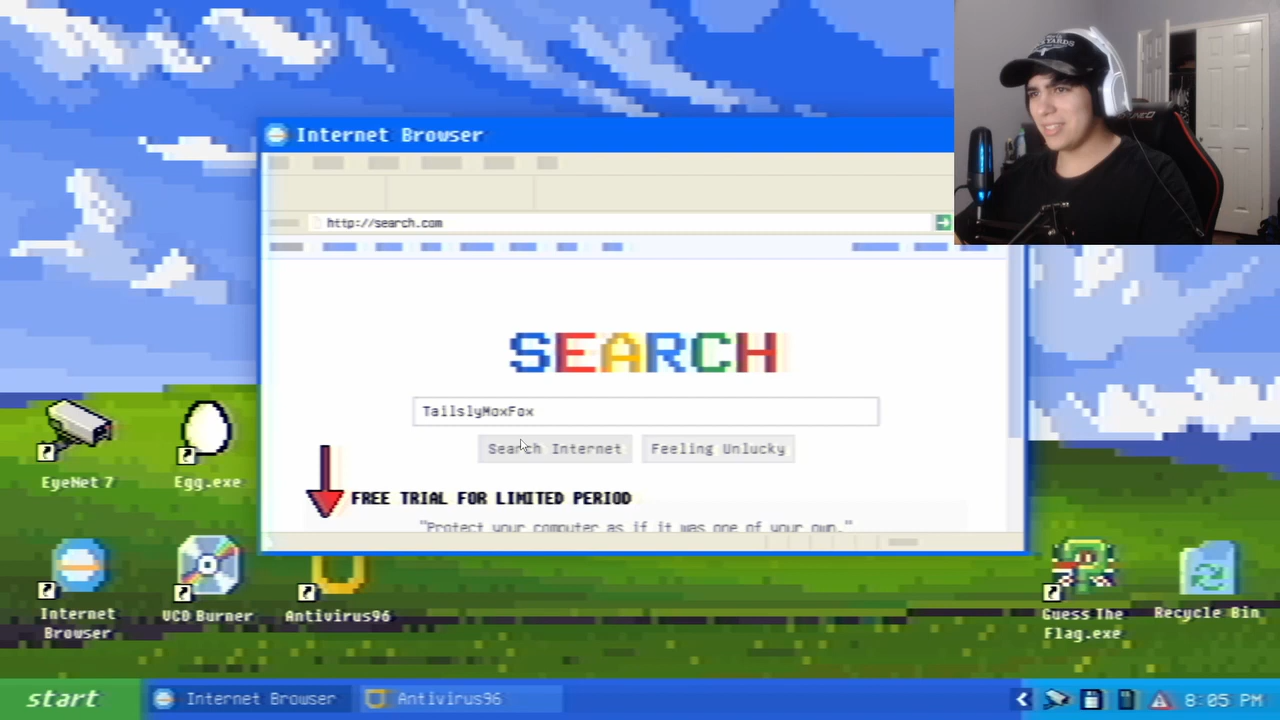 Internet Browser
http://search.com
SEARCH
TailslyMoxFox
Search Internet
Feeling Unlucky
FREE TRIAL FOR LIMITED PERIOD
"Protect your computer as if it was one of your own."
EyeNet 7
Egg.exe
Internet Browser
VCD Burner
Antivirus96
Guess The Flag.exe
Recycle Bin
start
Internet Browser
Antivirus96
8:05 PM